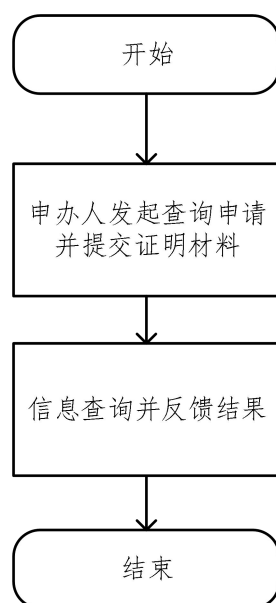 开始
申办人发起查询申请
并提交证明材料
信息查询并反馈结果
结束